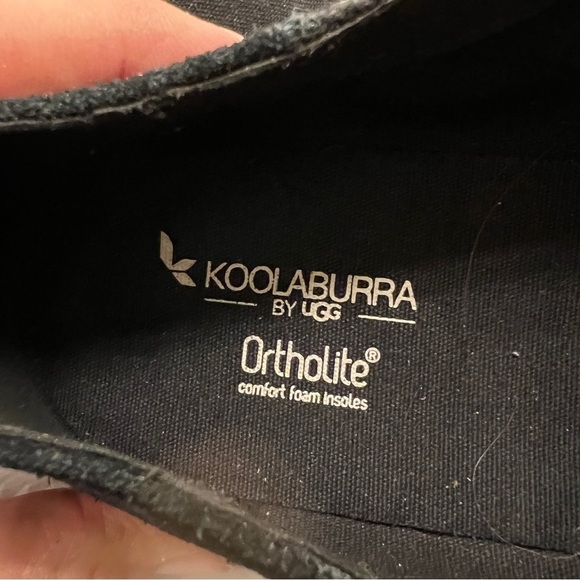 KOOLABURRA
BY UGG
Ortholite®
comfort foam insoles